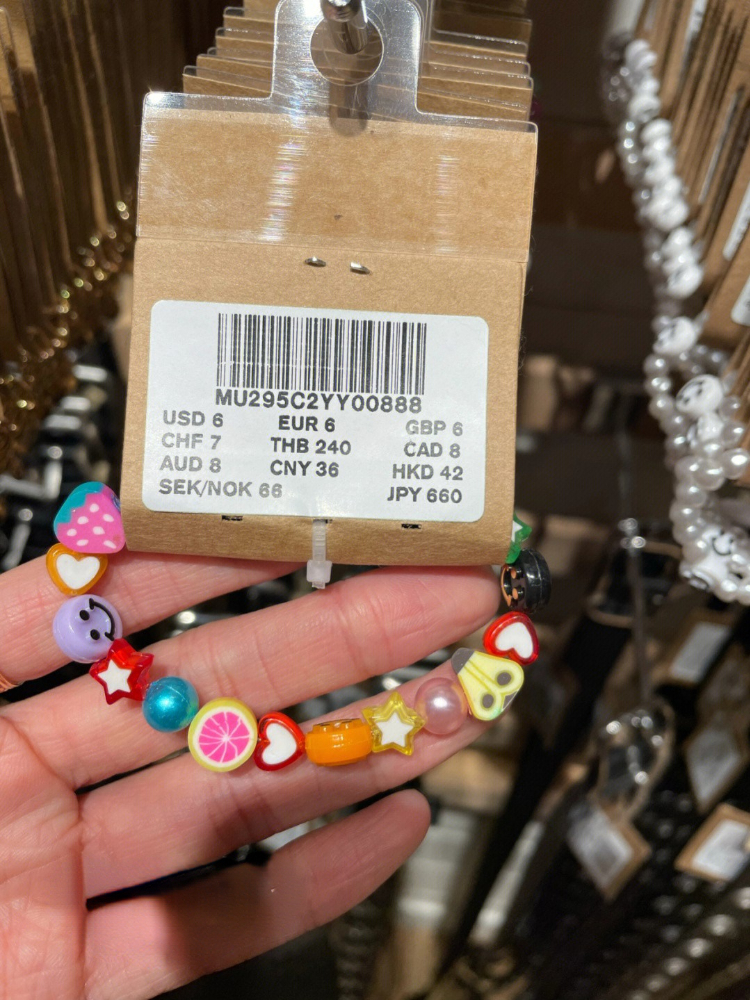 MU295C2YY00888
USD 6 EUR 6 GBP 6
CHF 7 THB 240 CAD 8
AUD 8 CNY 36 HKD 42
SEK/NOK 66 JPY 660